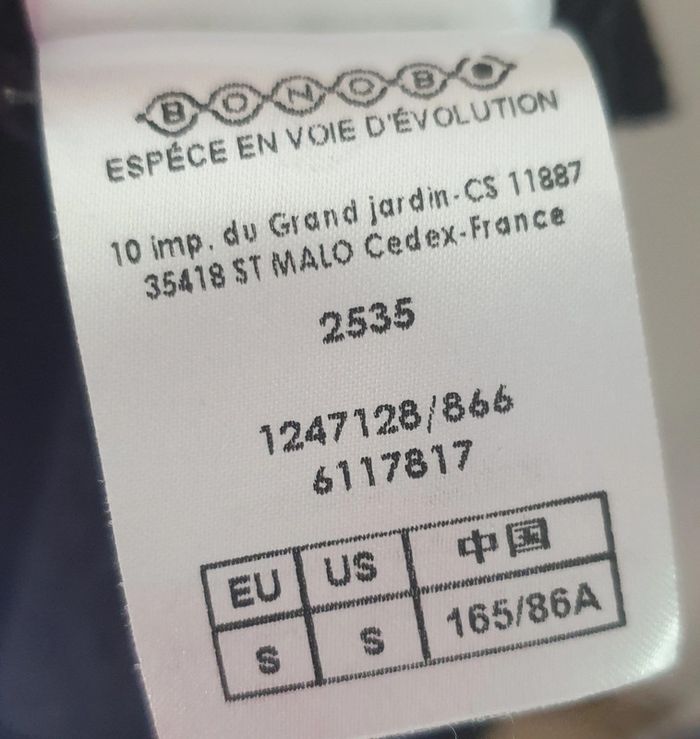 BONOBO
ESPÉCE EN VOIE D'ÉVOLUTION
10 imp. du Grand jardin-CS 11887
35418 ST MALO Cedex-France
2535
1247128/866
6117817
EU US 中国
S S 165/86A